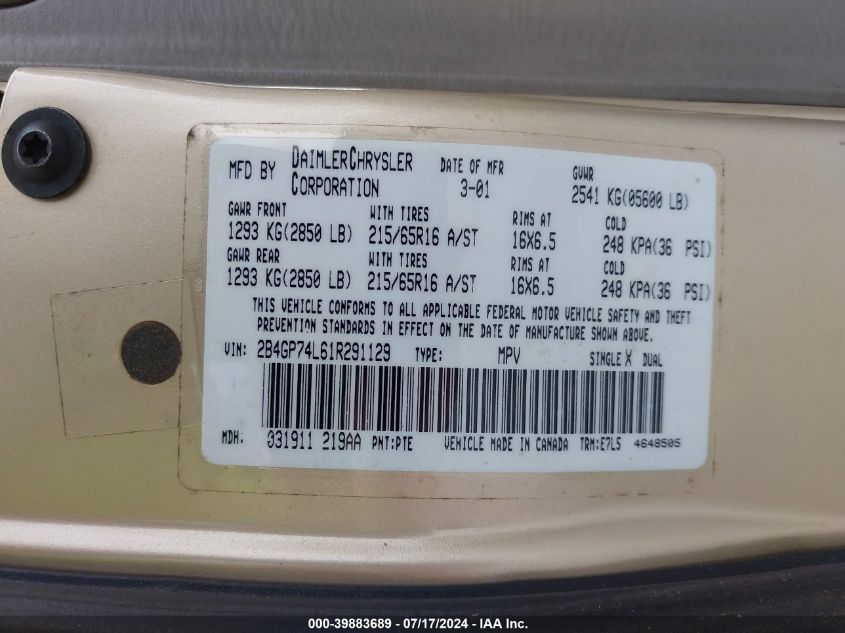 MFD BY DAIMLERCHRYSLER CORPORATION DATE OF MFR 3-01 GVWR 2541 KG(05600 LB)
GAWR FRONT WITH TIRES RIMS AT COLD
1293 KG(2850 LB) 215/65R16 A/ST 16X6.5 248 KPA(36 PSI)
GAWR REAR WITH TIRES RIMS AT COLD
1293 KG(2850 LB) 215/65R16 A/ST 16X6.5 248 KPA(36 PSI)
THIS VEHICLE CONFORMS TO ALL APPLICABLE FEDERAL MOTOR VEHICLE SAFETY AND THEFT
PREVENTION STANDARDS IN EFFECT ON THE DATE OF MANUFACTURE SHOWN ABOVE.
VIN: 2B4GP74L61R291129 TYPE: MPV SINGLE X DUAL
MDH: 031911 219AA PNT:PTE VEHICLE MADE IN CANADA TRM:E7L5 4648505
000-39883689 - 07/17/2024 - IAA Inc.